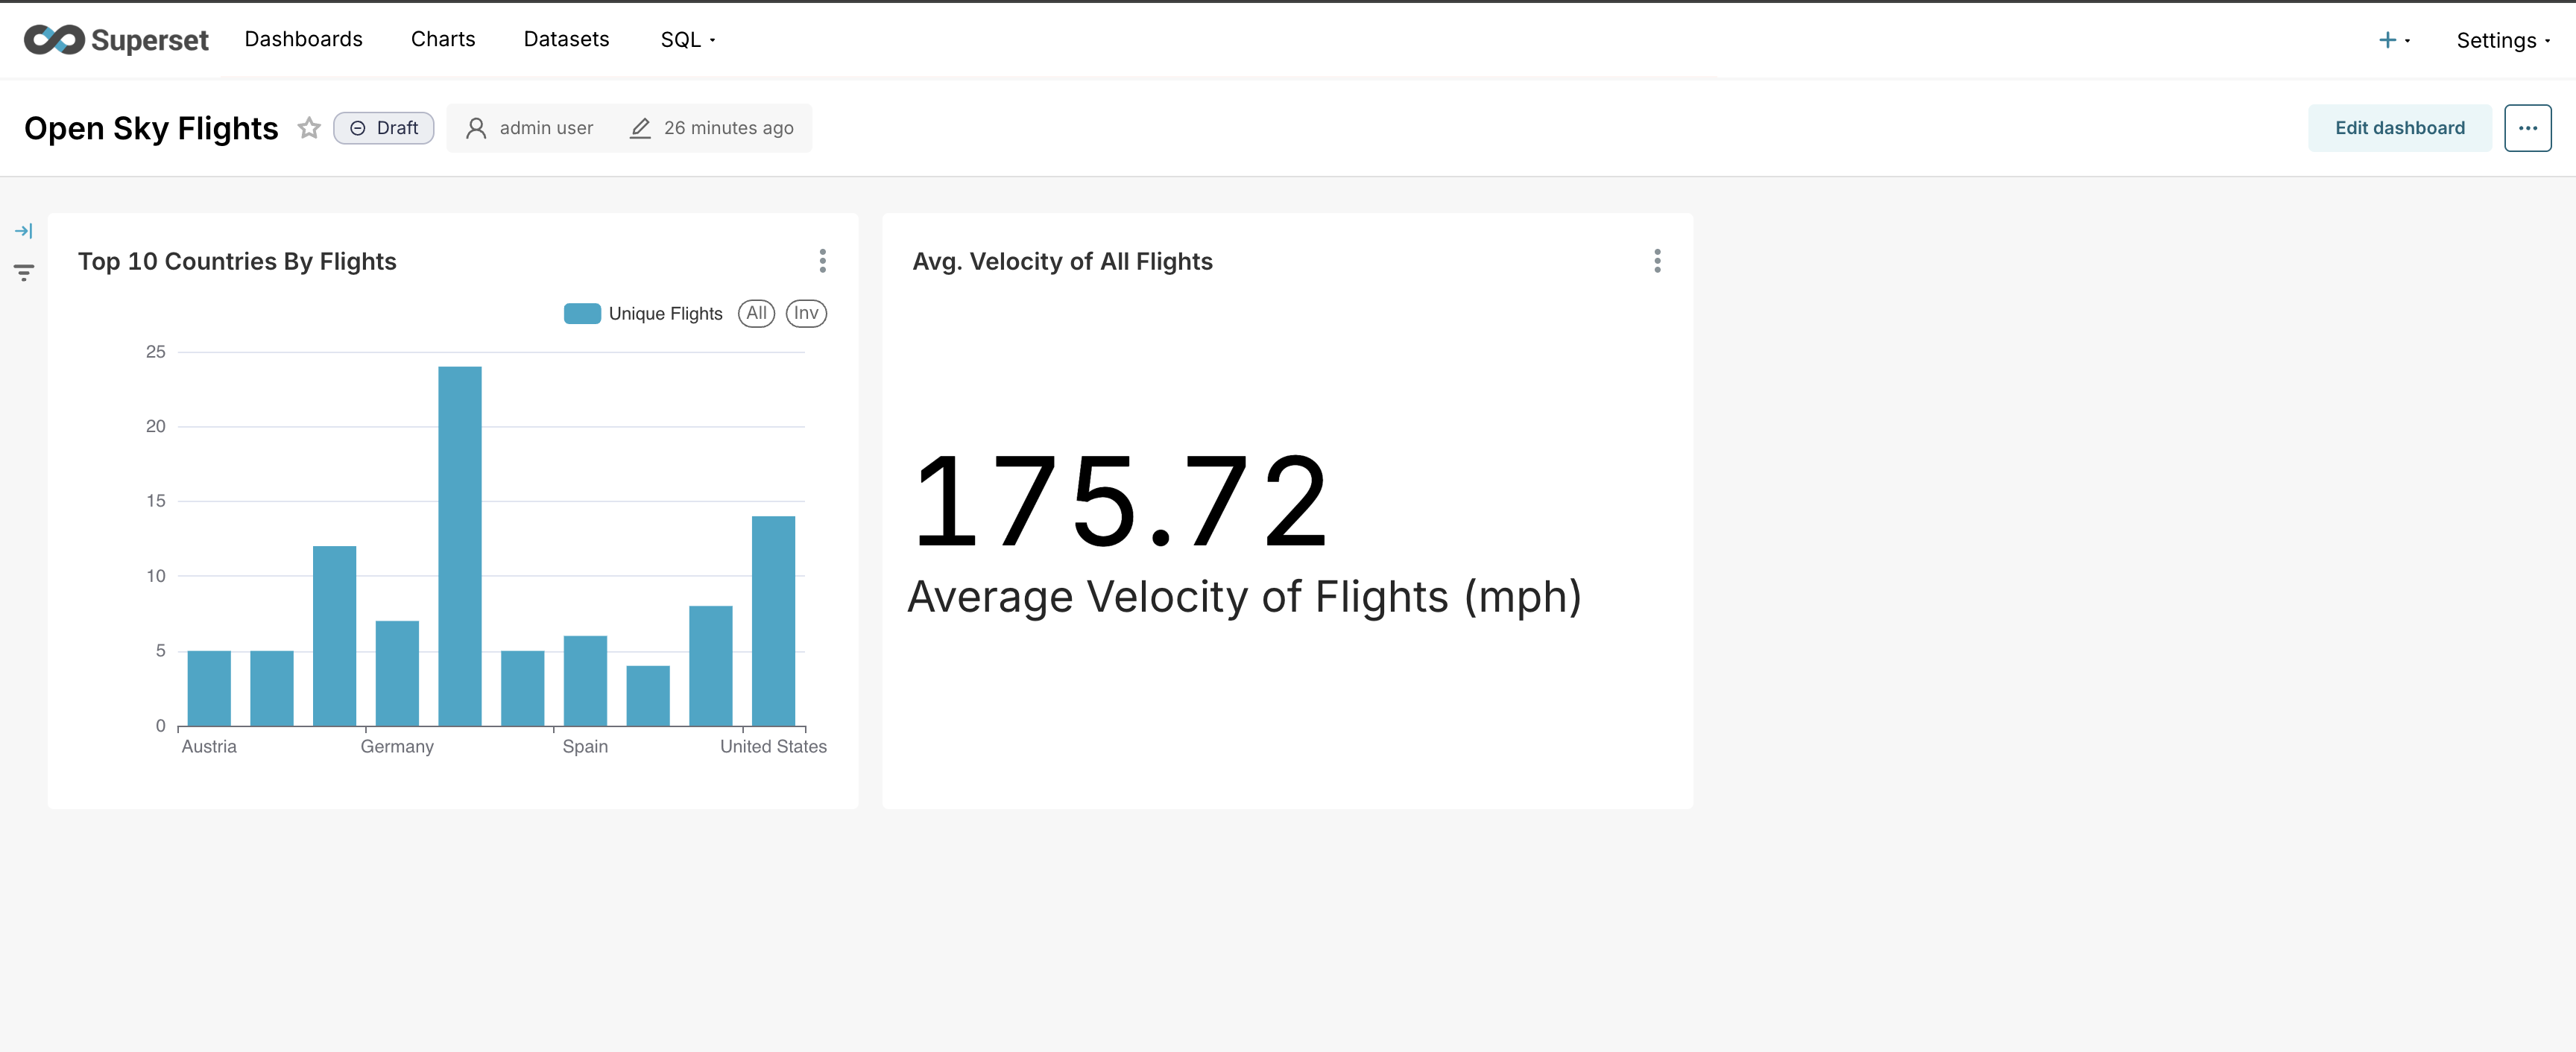 Superset Dashboards Charts Datasets SQL + Settings
Open Sky Flights Draft admin user 26 minutes ago Edit dashboard ...
Top 10 Countries By Flights
Unique Flights All Inv
25
20
15
10
5
0
Austria Germany Spain United States
Avg. Velocity of All Flights
175.72
Average Velocity of Flights (mph)